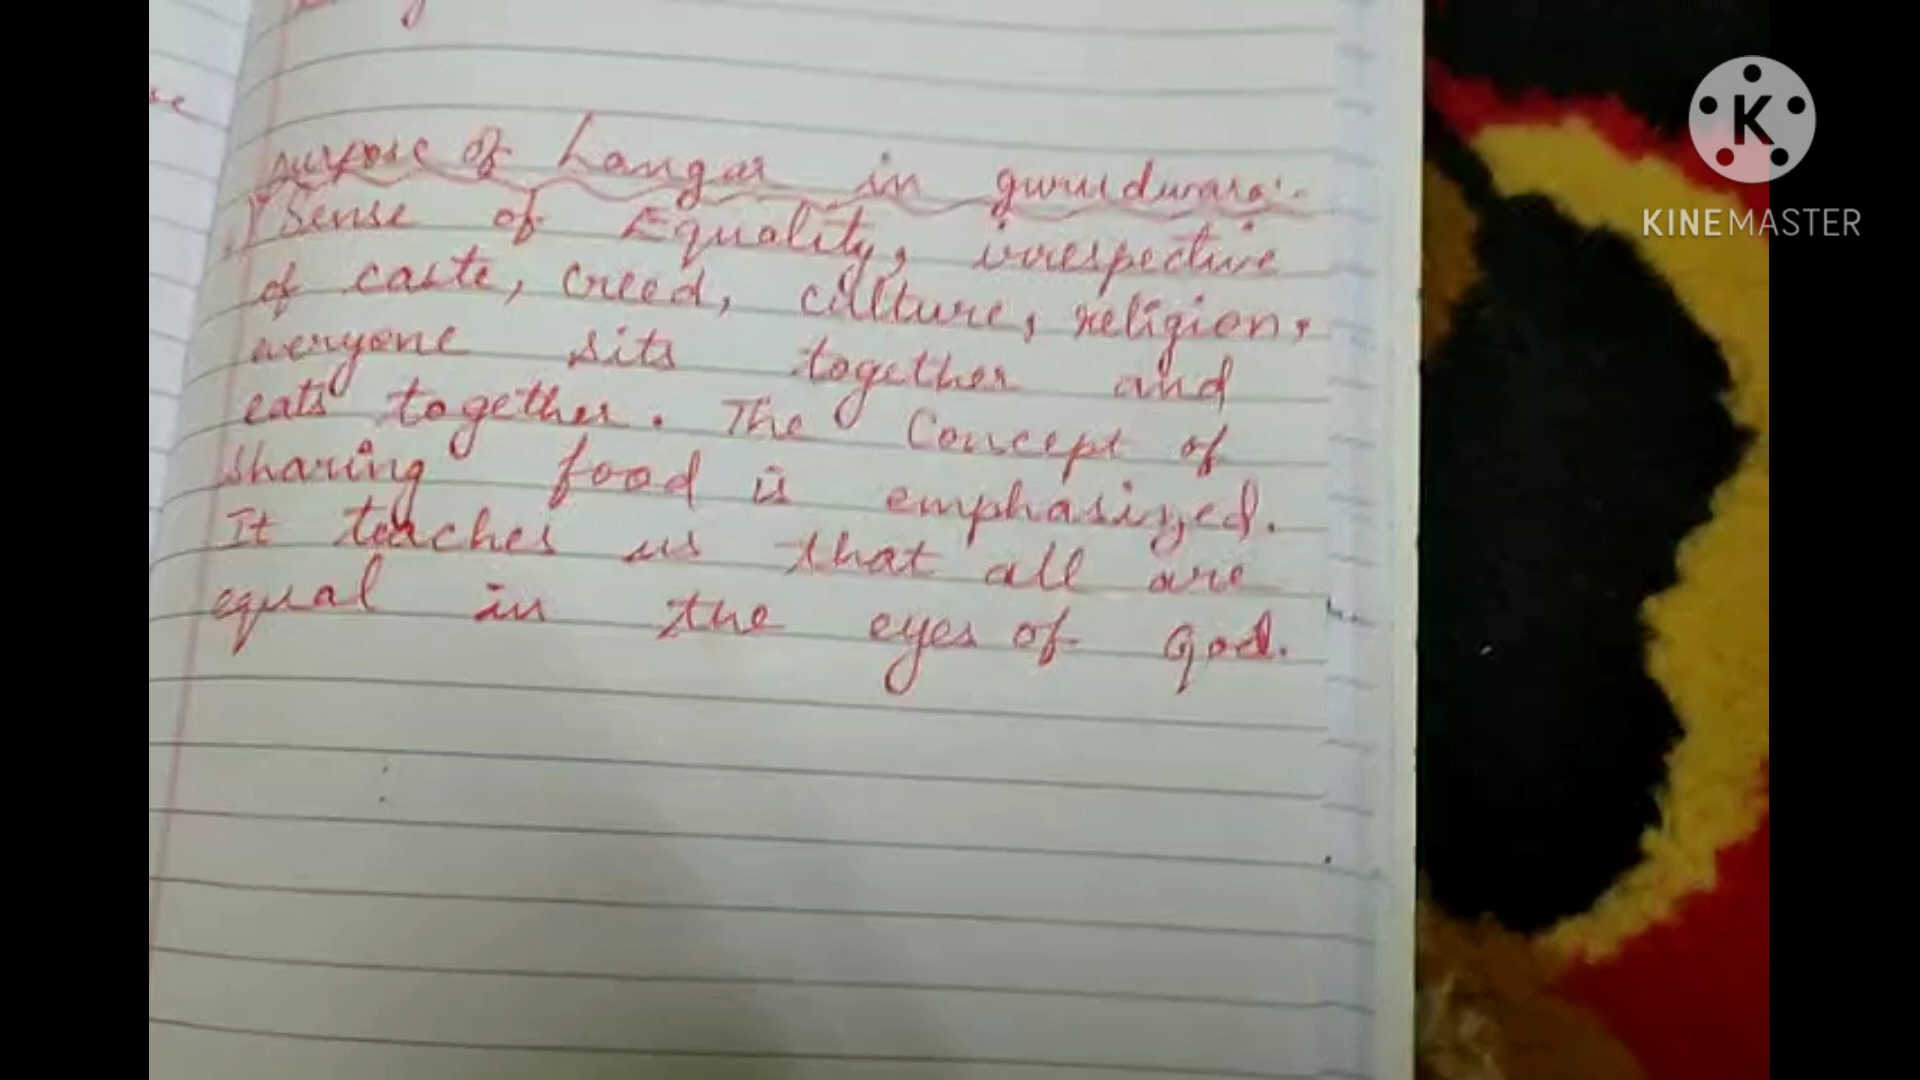 purpose of Langar in gurudwara:-
1) Sense of Equality, irrespective
of caste, creed, culture, religion,
everyone sits together and
eats together. The Concept of
sharing food is emphasized.
It teaches us that all are
equal in the eyes of God.
KINEMASTER